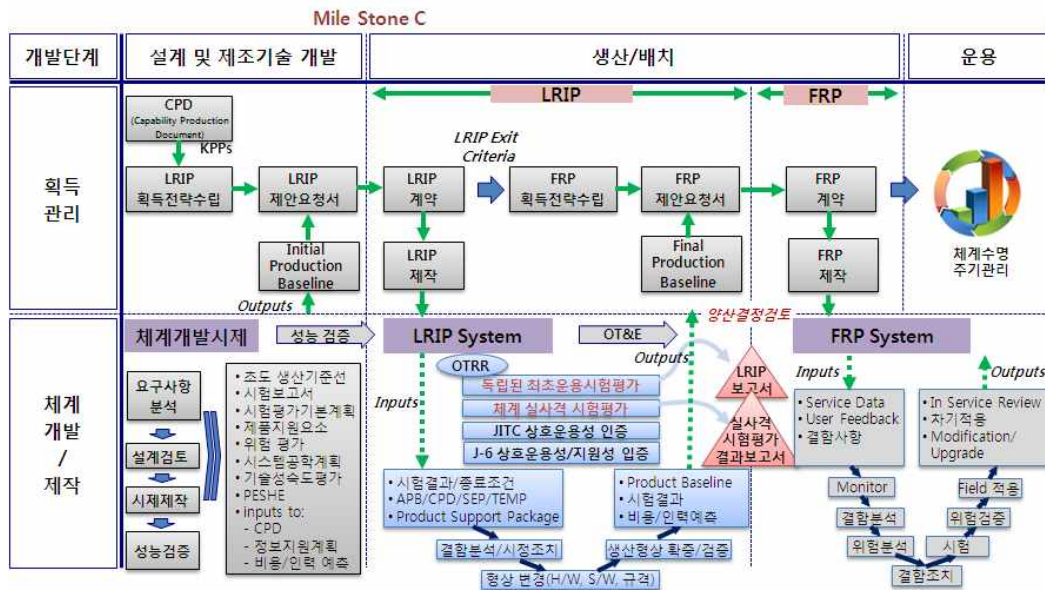 Mile Stone C
개발단계
설계 및 제조기술 개발
생산/배치
운용
획득
관리
LRIP
FRP
CPD
(Capability Production
Document)
KPPs
LRIP
획득전략수립
LRIP
제안요청서
LRIP
계약
LRIP Exit
Criteria
FRP
획득전략수립
FRP
제안요청서
FRP
계약
체계수명
주기관리
Initial
Production
Baseline
LRIP
제작
Final
Production
Baseline
FRP
제작
Outputs
체계
개발
/
제작
체계개발시제
성능 검증
LRIP System
OT&E
양산결정검토
FRP System
요구사항
분석
설계검토
시제제작
성능검증
• 초도 생산기준선
• 시험보고서
• 시험평가기본계획
• 제품지원요소
• 위험 평가
• 시스템공학계획
• 기술성숙도평가
• PESHE
• inputs to:
- CPD
- 정보지원계획
- 비용/인력 예측
Inputs
OTRR
독립된 최초운용시험평가
체계 실사격 시험평가
JITC 상호운용성 인증
J-6 상호운용성/지원성 입증
Outputs
LRIP
보고서
실사격
시험평가
결과보고서
• 시험결과/종료조건
• APB/CPD/SEP/TEMP
• Product Support Package
• Product Baseline
• 시험결과
• 비용/인력예측
결함분석/시정조치
형상 변경(H/W, S/W, 규격)
생산형상 확증/검증
Inputs
Outputs
• Service Data
• User Feedback
• 결함사항
• In Service Review
• 차기적용
• Modification/
Upgrade
Monitor
결함분석
위험분석
결함조치
시험
위험검증
Field 적용